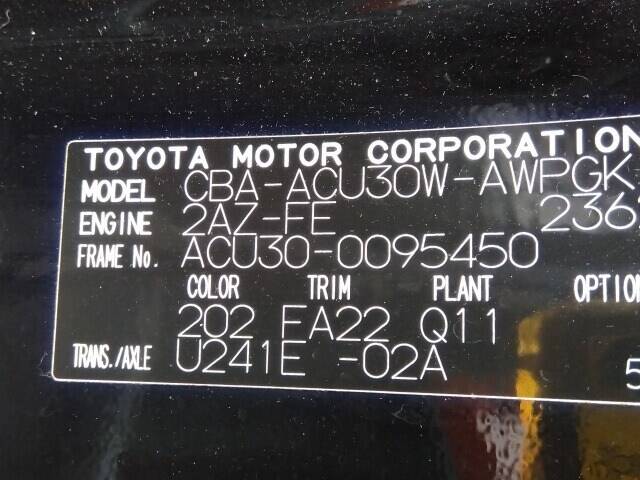 TOYOTA MOTOR CORPORATION
MODEL CBA-ACU30W-AWPGK
ENGINE 2AZ-FE 236
FRAME No. ACU30-0095450
COLOR TRIM PLANT OPTION
202 EA22 Q11
TRANS./AXLE U241E -02A 5